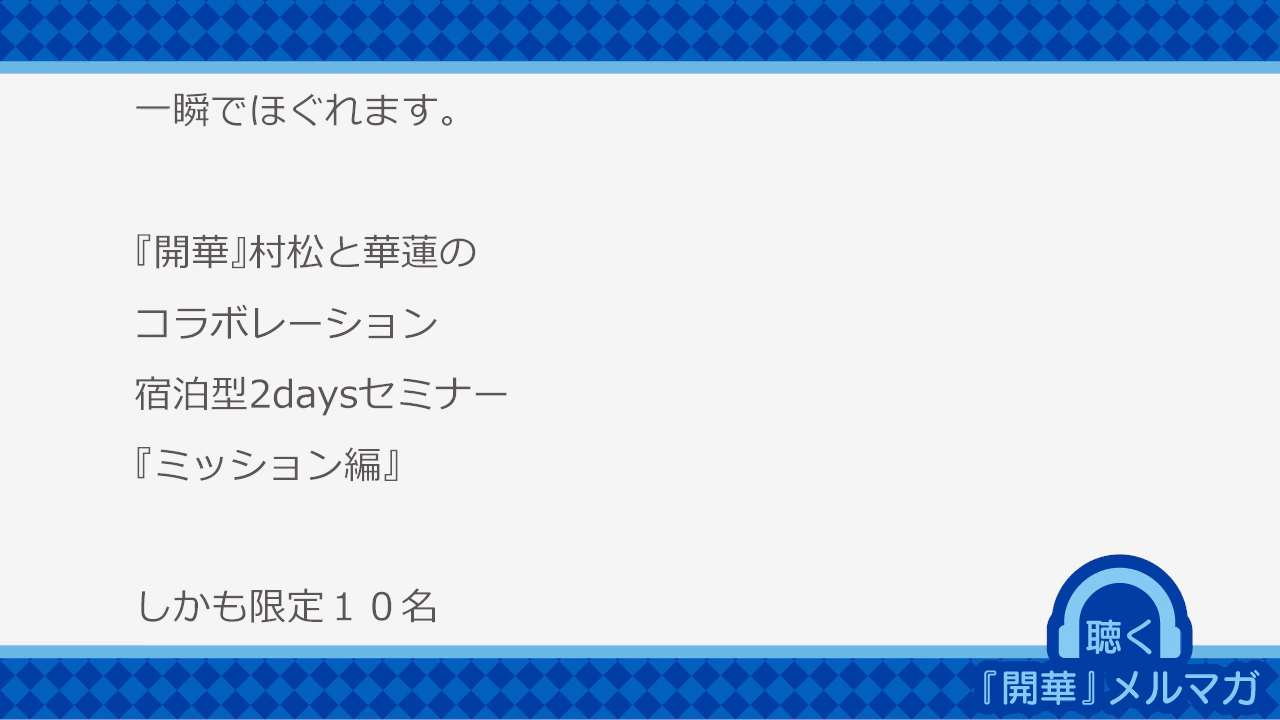 一瞬でほぐれます。
『開華』村松と華蓮の
コラボレーション
宿泊型2daysセミナー
『ミッション編』
しかも限定１０名
聴く
『開華』メルマガ